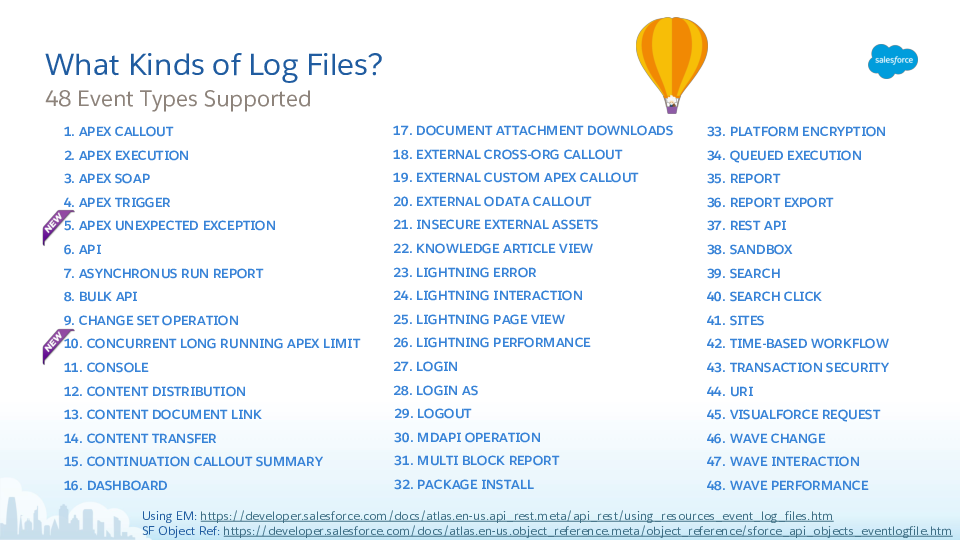 What Kinds of Log Files?
salesforce
48 Event Types Supported
1. APEX CALLOUT
2. APEX EXECUTION
3. APEX SOAP
4. APEX TRIGGER
NEW
5. APEX UNEXPECTED EXCEPTION
6. API
7. ASYNCHRONUS RUN REPORT
8. BULK API
9. CHANGE SET OPERATION
NEW
10. CONCURRENT LONG RUNNING APEX LIMIT
11. CONSOLE
12. CONTENT DISTRIBUTION
13. CONTENT DOCUMENT LINK
14. CONTENT TRANSFER
15. CONTINUATION CALLOUT SUMMARY
16. DASHBOARD
17. DOCUMENT ATTACHMENT DOWNLOADS
18. EXTERNAL CROSS-ORG CALLOUT
19. EXTERNAL CUSTOM APEX CALLOUT
20. EXTERNAL ODATA CALLOUT
21. INSECURE EXTERNAL ASSETS
22. KNOWLEDGE ARTICLE VIEW
23. LIGHTNING ERROR
24. LIGHTNING INTERACTION
25. LIGHTNING PAGE VIEW
26. LIGHTNING PERFORMANCE
27. LOGIN
28. LOGIN AS
29. LOGOUT
30. MDAPI OPERATION
31. MULTI BLOCK REPORT
32. PACKAGE INSTALL
33. PLATFORM ENCRYPTION
34. QUEUED EXECUTION
35. REPORT
36. REPORT EXPORT
37. REST API
38. SANDBOX
39. SEARCH
40. SEARCH CLICK
41. SITES
42. TIME-BASED WORKFLOW
43. TRANSACTION SECURITY
44. URI
45. VISUALFORCE REQUEST
46. WAVE CHANGE
47. WAVE INTERACTION
48. WAVE PERFORMANCE
Using EM: https://developer.salesforce.com/docs/atlas.en-us.api_rest.meta/api_rest/using_resources_event_log_files.htm
SF Object Ref: https://developer.salesforce.com/docs/atlas.en-us.object_reference.meta/object_reference/sforce_api_objects_eventlogfile.htm